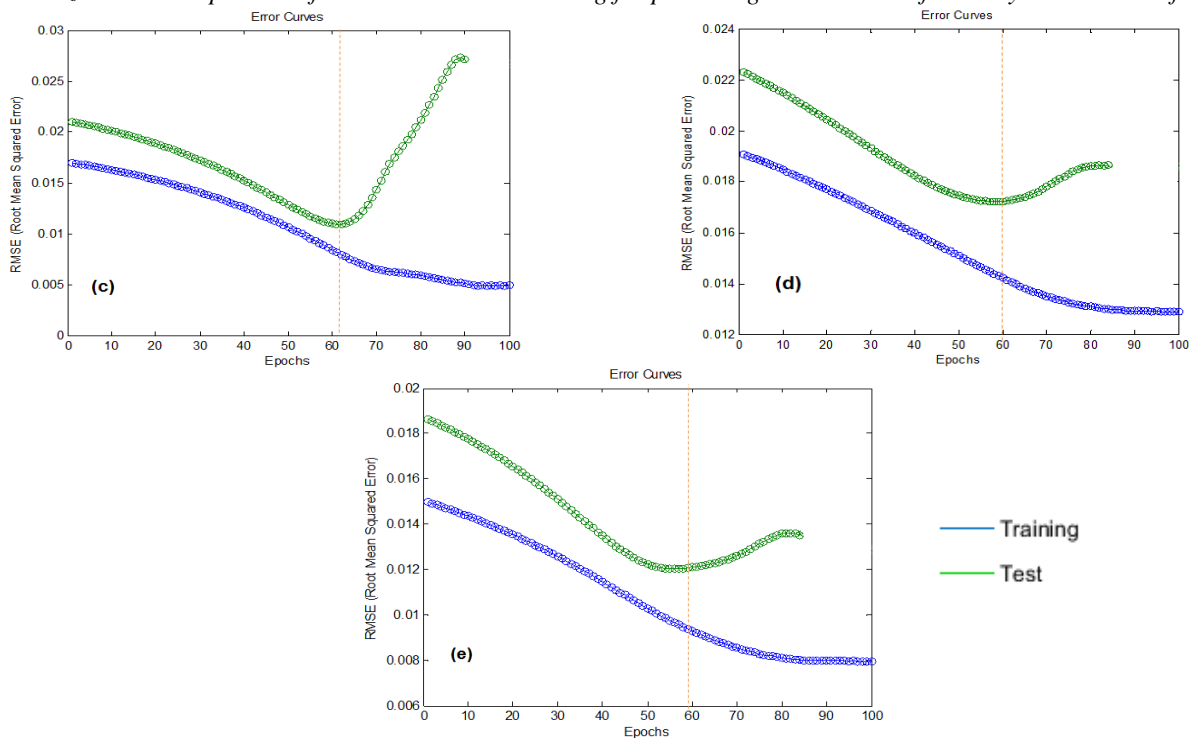 Error Curves
0.03
0.025
0.02
0.015
0.01
0.005
0
RMSE (Root Mean Squared Error)
(c)
0 10 20 30 40 50 60 70 80 90 100
Epochs
Error Curves
0.024
0.022
0.02
0.018
0.016
0.014
0.012
RMSE (Root Mean Squared Error)
(d)
0 10 20 30 40 50 60 70 80 90 100
Epochs
Error Curves
0.02
0.018
0.016
0.014
0.012
0.01
0.008
0.006
RMSE (Root Mean Squared Error)
(e)
0 10 20 30 40 50 60 70 80 90 100
Epochs
Training
Test